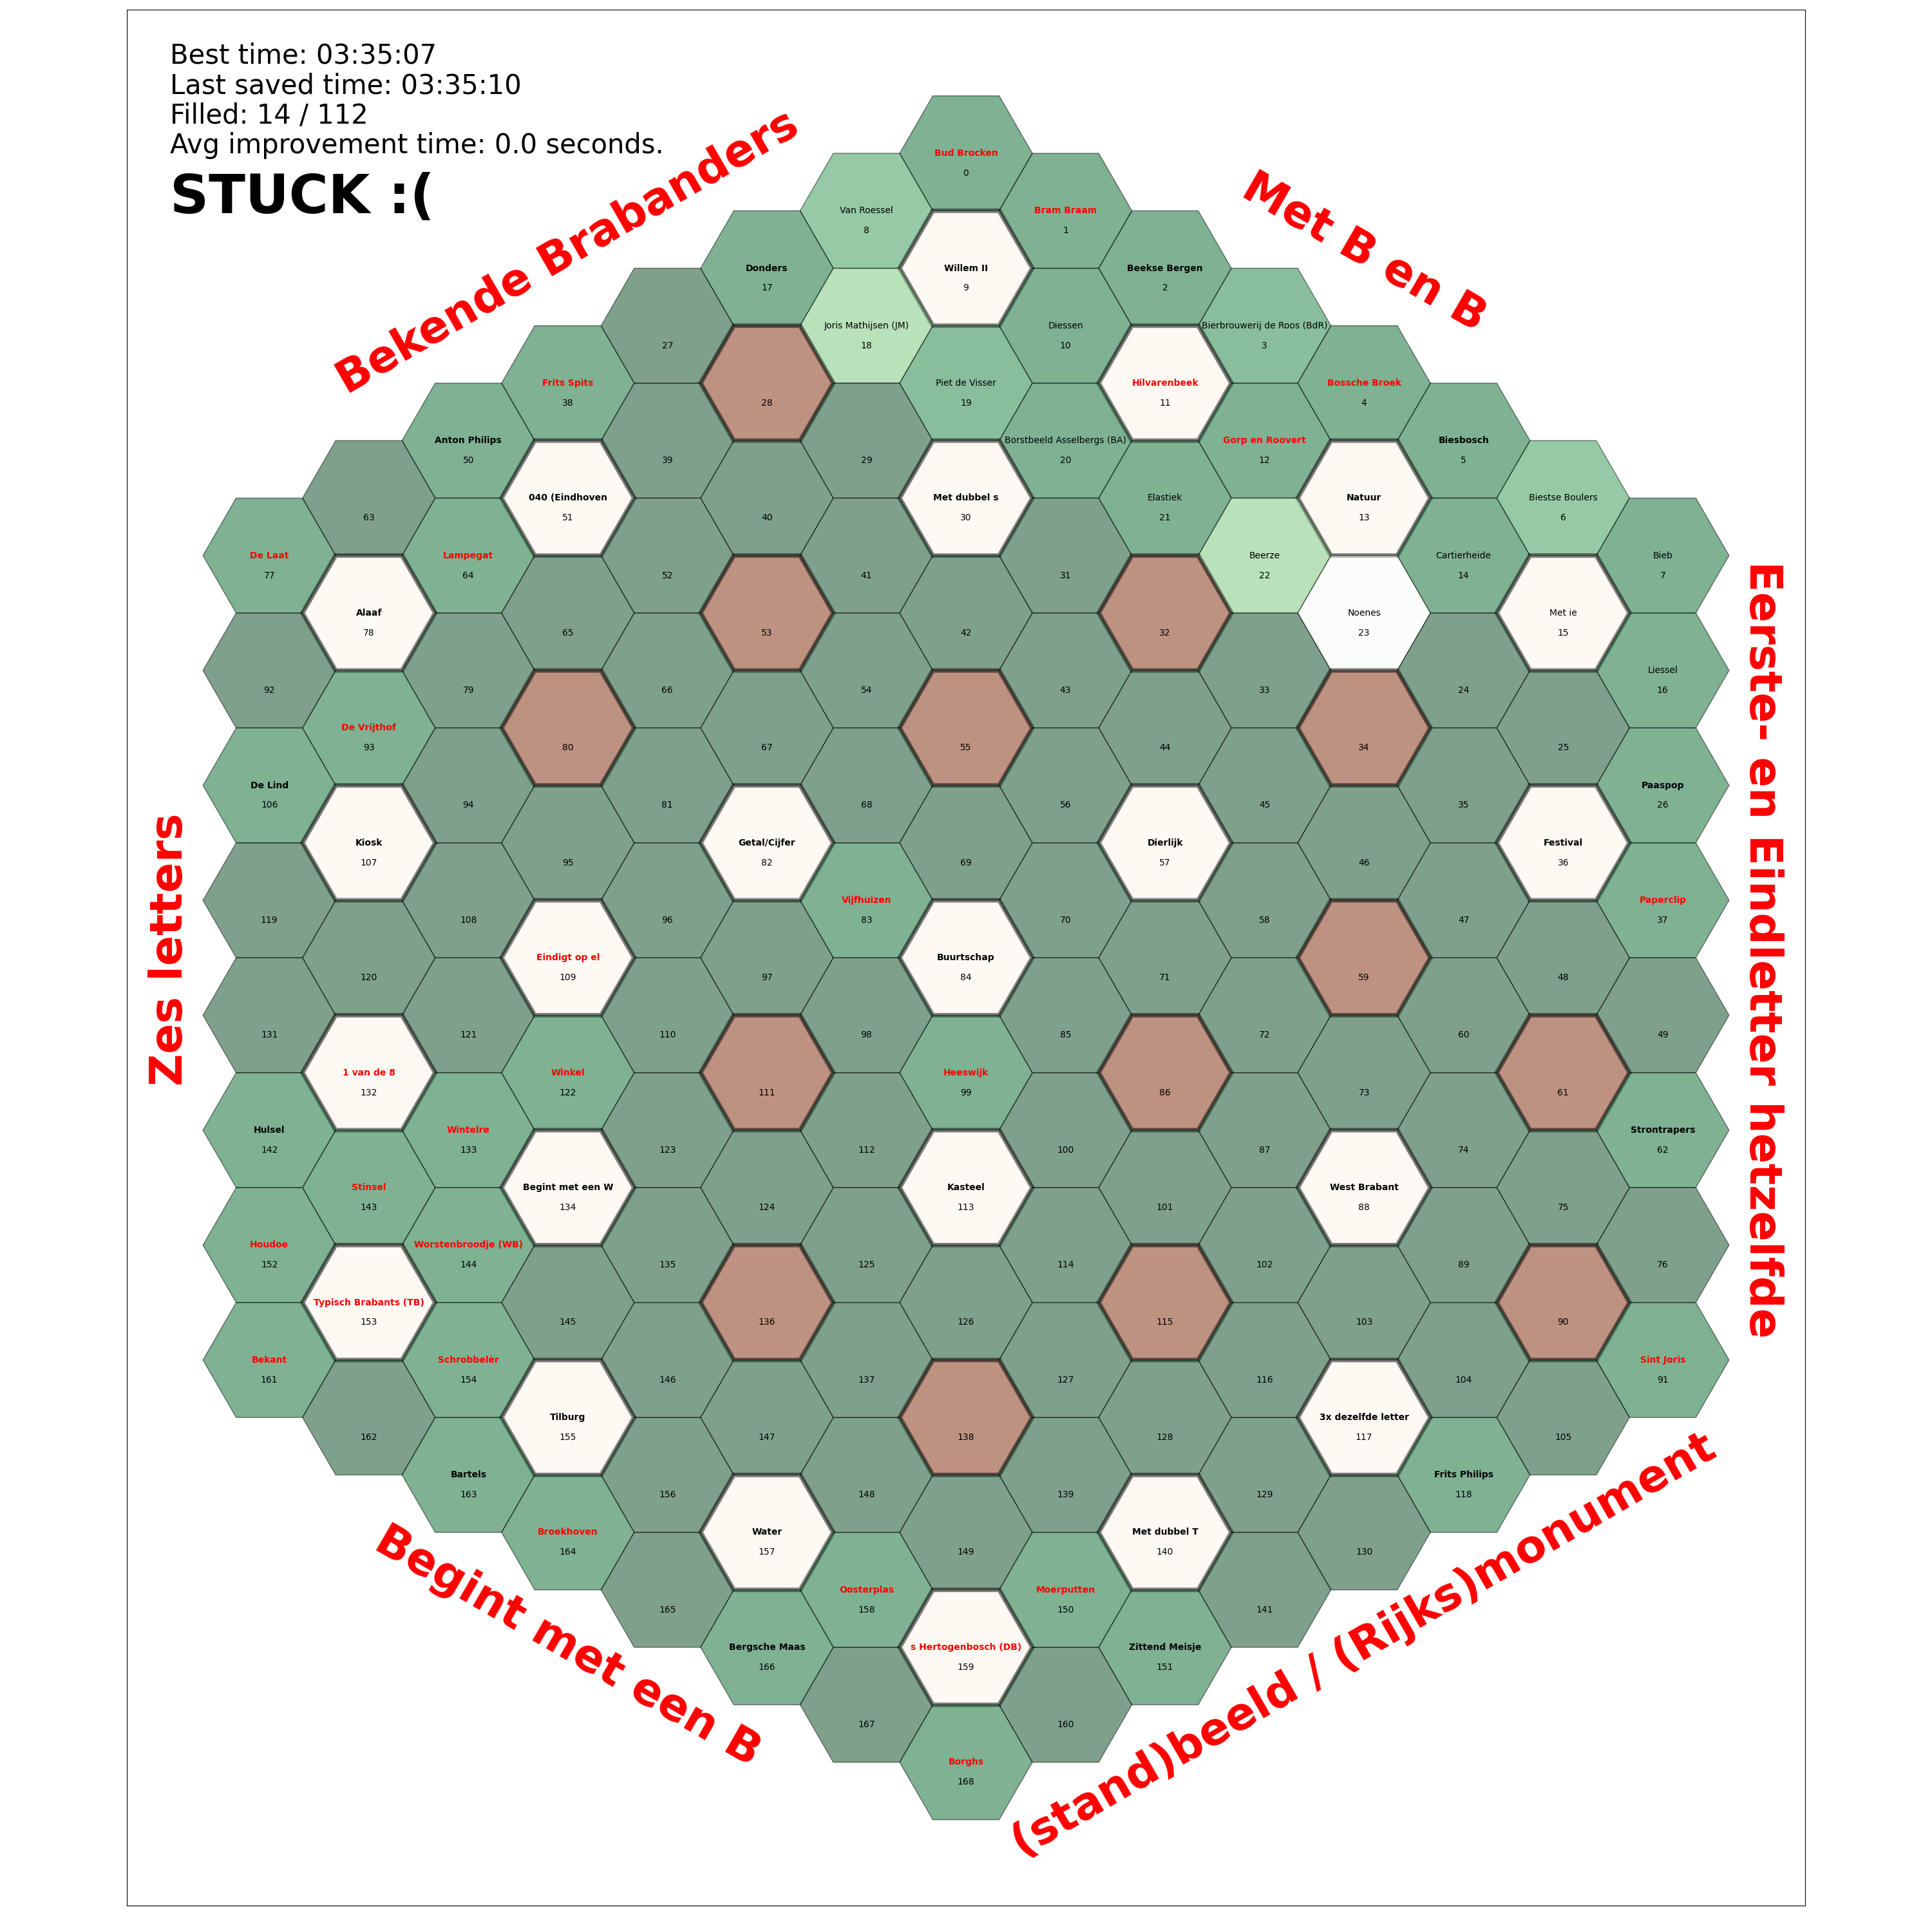 Best time: 03:35:07
Last saved time: 03:35:10
Filled: 14 / 112
Avg improvement time: 0.0 seconds.
STUCK :(
Bekende Brabanders
Met B en B
Eerste- en Eindletter hetzelfde
(stand)beeld / (Rijks)monument
Begint met een B
Zes letters
Bud Brocken
0
Bram Braam
1
Beekse Bergen
2
Bierbrouwerij de Roos (BdR)
3
Bossche Broek
4
Biesbosch
5
Biestse Boulers
6
Bieb
7
Van Roessel
8
Willem II
9
Diessen
10
Hilvarenbeek
11
Gorp en Roovert
12
Natuur
13
Cartierheide
14
Met ie
15
Liessel
16
Donders
17
Joris Mathijsen (JM)
18
Piet de Visser
19
Borstbeeld Asselbergs (BA)
20
Elastiek
21
Beerze
22
Noenes
23
24
25
Paaspop
26
27
28
29
Met dubbel s
30
31
32
33
34
35
Festival
36
Paperclip
37
Frits Spits
38
39
40
41
42
43
44
45
46
47
48
49
Anton Philips
50
040 (Eindhoven
51
52
53
54
55
56
Dierlijk
57
58
59
60
61
Strontrapers
62
63
Lampegat
64
65
66
67
68
69
70
71
72
73
74
75
76
De Laat
77
Alaaf
78
79
80
81
Getal/Cijfer
82
Vijfhuizen
83
Buurtschap
84
85
86
87
West Brabant
88
89
90
Sint Joris
91
92
De Vrijthof
93
94
95
96
97
98
Heeswijk
99
100
101
102
103
104
105
De Lind
106
Kiosk
107
108
Eindigt op el
109
110
111
112
Kasteel
113
114
115
116
3x dezelfde letter
117
Frits Philips
118
119
120
121
Winkel
122
123
124
125
126
127
128
129
130
131
1 van de 8
132
Wintelre
133
Begint met een W
134
135
136
137
138
139
Met dubbel T
140
141
Hulsel
142
Stinsel
143
Worstenbroodje (WB)
144
145
146
147
148
149
Moerputten
150
Zittend Meisje
151
Houdoe
152
Typisch Brabants (TB)
153
Schrobbelèr
154
Tilburg
155
156
Water
157
Oosterplas
158
s Hertogenbosch (DB)
159
160
Bekant
161
162
Bartels
163
Broekhoven
164
165
Bergsche Maas
166
167
Borghs
168